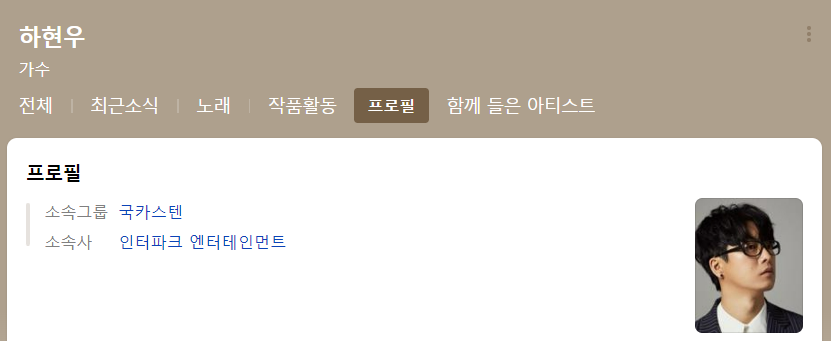 하현우
가수
전체 최근소식 노래 작품활동 프로필 함께 들은 아티스트
프로필
소속그룹 국카스텐
소속사 인터파크 엔터테인먼트